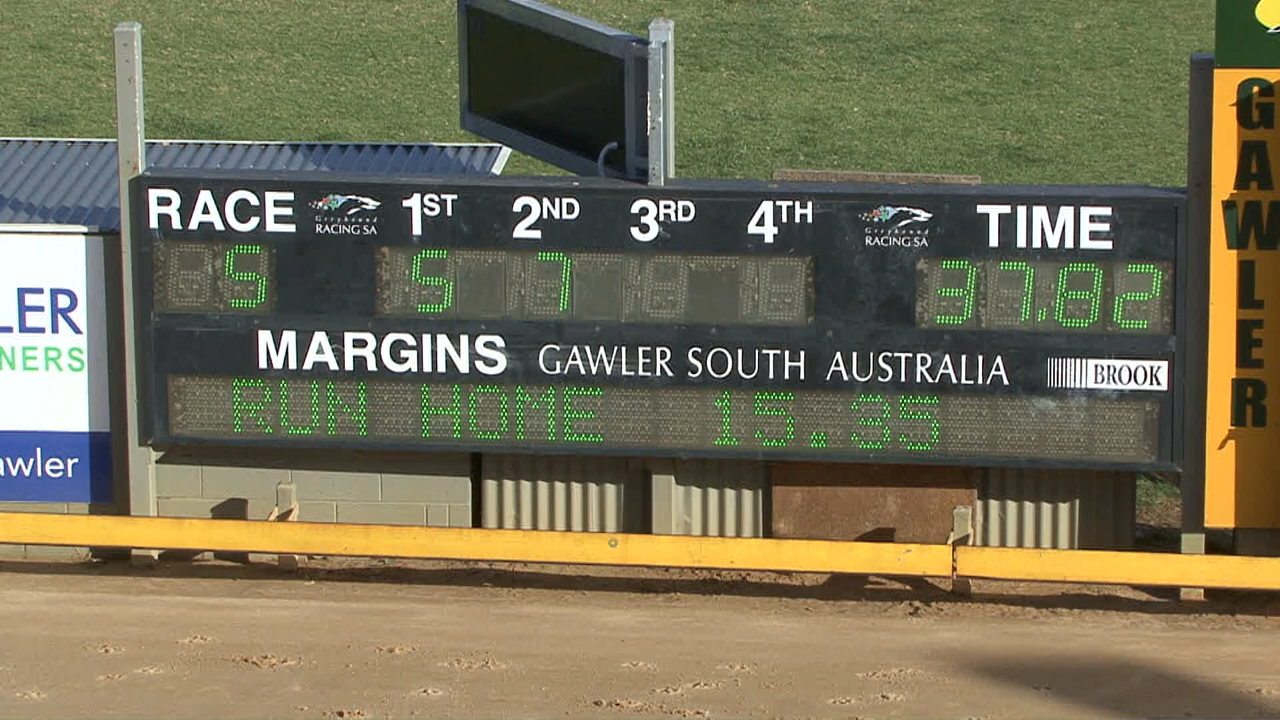 RACE Greyhound RACING SA 1ST 2ND 3RD 4TH Greyhound RACING SA TIME
5 5 7 37.82
MARGINS GAWLER SOUTH AUSTRALIA BROOK
RUN HOME 15.35
LER
NERS
awler
GAWLER